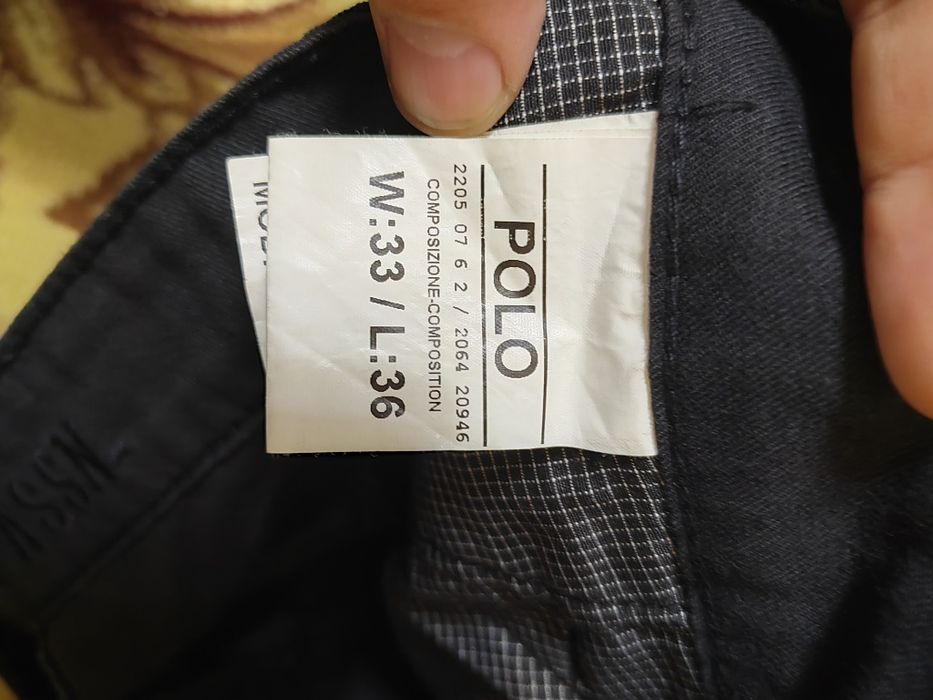 POLO
2205 07 6 2 / 2064 20946
COMPOSIZIONE-COMPOSITION
W:33 / L:36